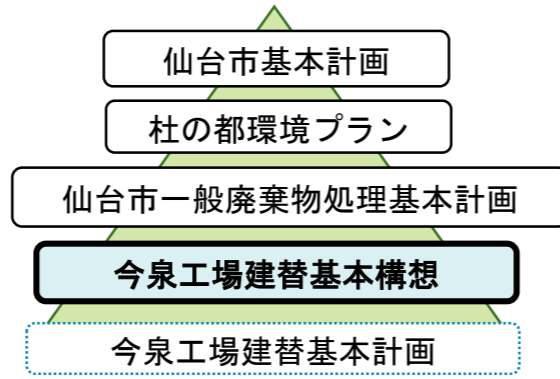 仙台市基本計画
杜の都環境プラン
仙台市一般廃棄物処理基本計画
今泉工場建替基本構想
今泉工場建替基本計画